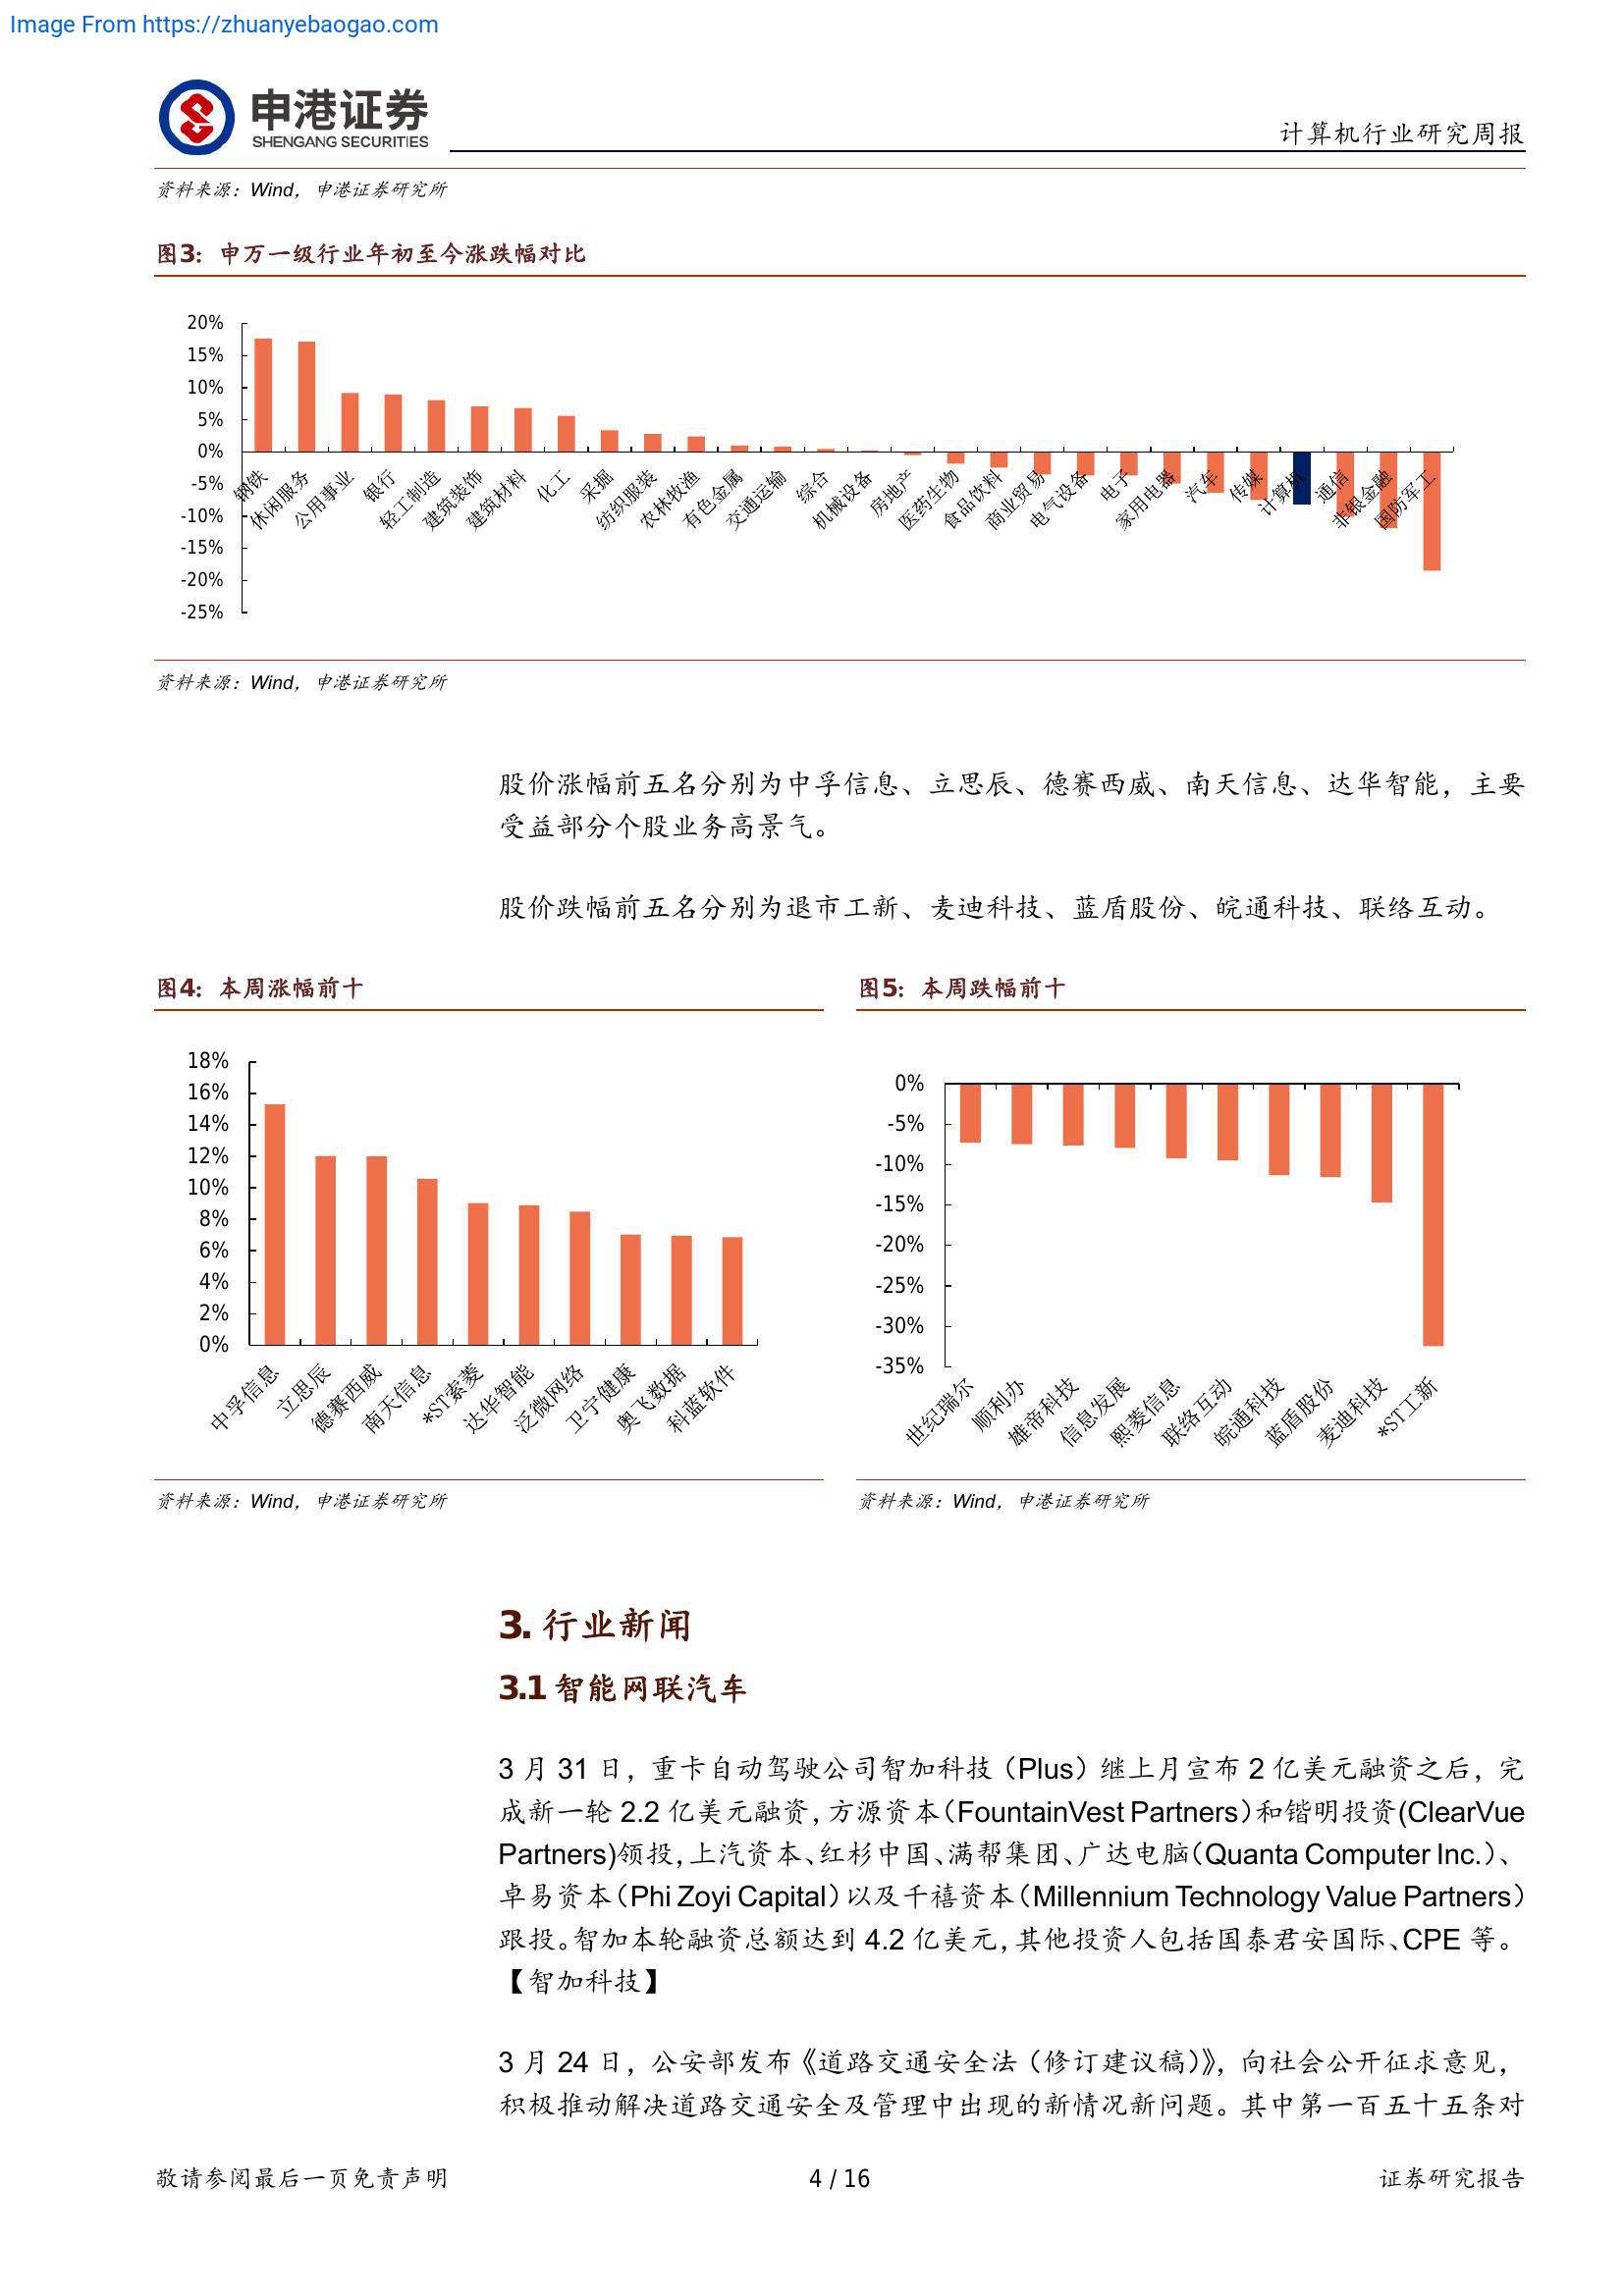 Image From https://zhuanyebaogao.com
申港证券
SHENGANG SECURITIES
计算机行业研究周报
资料来源：Wind，申港证券研究所
图3：申万一级行业年初至今涨跌幅对比
20%
15%
10%
5%
0%
-5%
-10%
-15%
-20%
-25%
钢铁
休闲服务
公用事业
银行
轻工制造
建筑装饰
建筑材料
化工
采掘
纺织服装
农林牧渔
有色金属
交通运输
综合
机械设备
房地产
医药生物
食品饮料
商业贸易
电气设备
电子
家用电器
汽车
传媒
计算机
通信
非银金融
国防军工
资料来源：Wind，申港证券研究所
股价涨幅前五名分别为中孚信息、立思辰、德赛西威、南天信息、达华智能，主要
受益部分个股业务高景气。
股价跌幅前五名分别为退市工新、麦迪科技、蓝盾股份、皖通科技、联络互动。
图4：本周涨幅前十
18%
16%
14%
12%
10%
8%
6%
4%
2%
0%
中孚信息
立思辰
德赛西威
南天信息
*ST索菱
达华智能
泛微网络
卫宁健康
奥飞数据
科蓝软件
资料来源：Wind，申港证券研究所
图5：本周跌幅前十
0%
-5%
-10%
-15%
-20%
-25%
-30%
-35%
世纪瑞尔
顺利办
雄帝科技
信息发展
熙菱信息
联络互动
皖通科技
蓝盾股份
麦迪科技
*ST工新
资料来源：Wind，申港证券研究所
3. 行业新闻
3.1 智能网联汽车
3 月 31 日，重卡自动驾驶公司智加科技（Plus）继上月宣布 2 亿美元融资之后，完
成新一轮 2.2 亿美元融资，方源资本（FountainVest Partners）和锴明投资(ClearVue
Partners)领投，上汽资本、红杉中国、满帮集团、广达电脑（Quanta Computer Inc.）、
卓易资本（Phi Zoyi Capital）以及千禧资本（Millennium Technology Value Partners）
跟投。智加本轮融资总额达到 4.2 亿美元，其他投资人包括国泰君安国际、CPE 等。
【智加科技】
3 月 24 日，公安部发布《道路交通安全法（修订建议稿）》，向社会公开征求意见，
积极推动解决道路交通安全及管理中出现的新情况新问题。其中第一百五十五条对
敬请参阅最后一页免责声明
4 / 16
证券研究报告